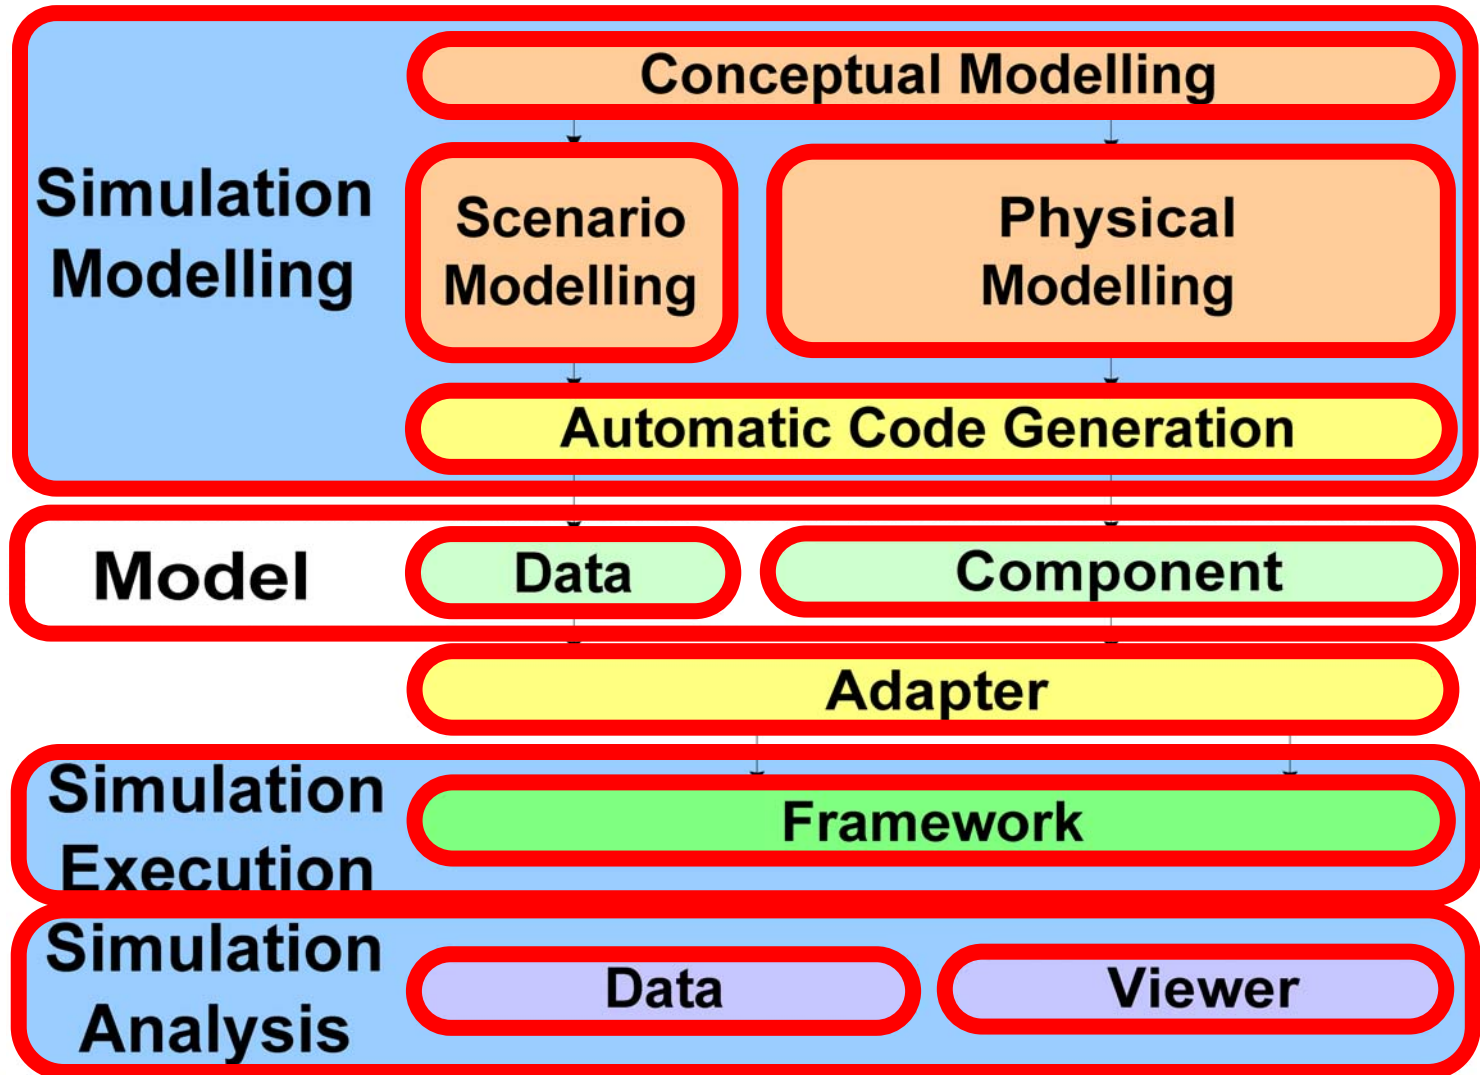 Conceptual Modelling
Simulation
Modelling
Scenario
Modelling
Physical
Modelling
Automatic Code Generation
Model
Data
Component
Adapter
Simulation
Execution
Framework
Simulation
Analysis
Data
Viewer